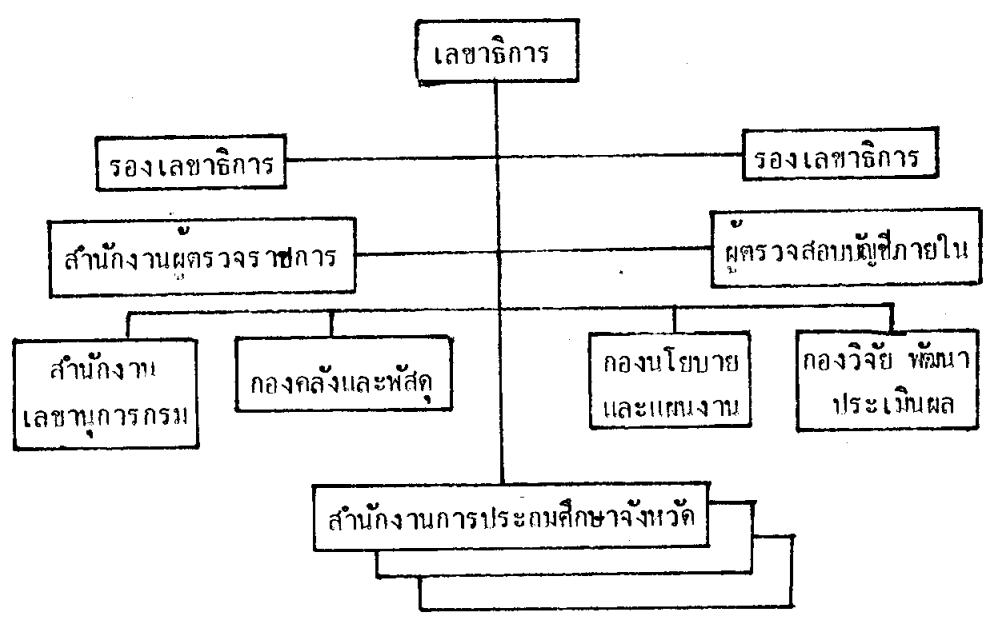 เลขาธิการ
รองเลขาธิการ
รองเลขาธิการ
สำนักงานผู้ตรวจราชการ
ผู้ตรวจสอบบัญชีภายใน
สำนักงาน
เลขานุการกรม
กองคลังและพัสดุ
กองนโยบาย
และแผนงาน
กองวิจัย พัฒนา
ประเมินผล
สำนักงานการประถมศึกษาจังหวัด